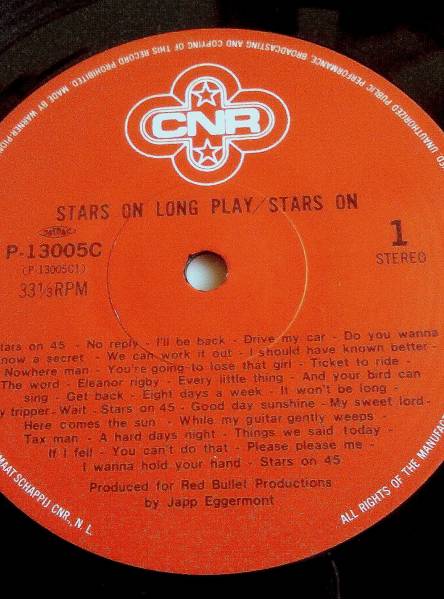 UNAUTHORIZED PUBLIC PERFORMANCE, BROADCASTING AND COPYING OF THIS RECORD PROHIBITED. MADE BY WARNER-PION
CNR
STARS ON LONG PLAY/STARS ON
P-13005C
(P-13005C1)
33⅓RPM
1
STEREO
tars on 45 - No reply - I'll be back - Drive my car - Do you wanna
now a secret - We can work it out - I should have known better -
Nowhere man - You're going to lose that girl - Ticket to ride -
The word - Eleanor rigby - Every little thing - And your bird can
sing - Get back - Eight days a week - It won't be long -
y tripper - Wait - Stars on 45 - Good day sunshine - My sweet lord-
Here comes the sun - While my guitar gently weeps
Tax man - A hard days night - Things we said today -
If I fell - You can't do that - Please please me -
I wanna hold your hand - Stars on 45
Produced for Red Bullet Productions
by Japp Eggermont
MAATSCHAPPIJ CNR., N L.
ALL RIGHTS OF THE MANUFA